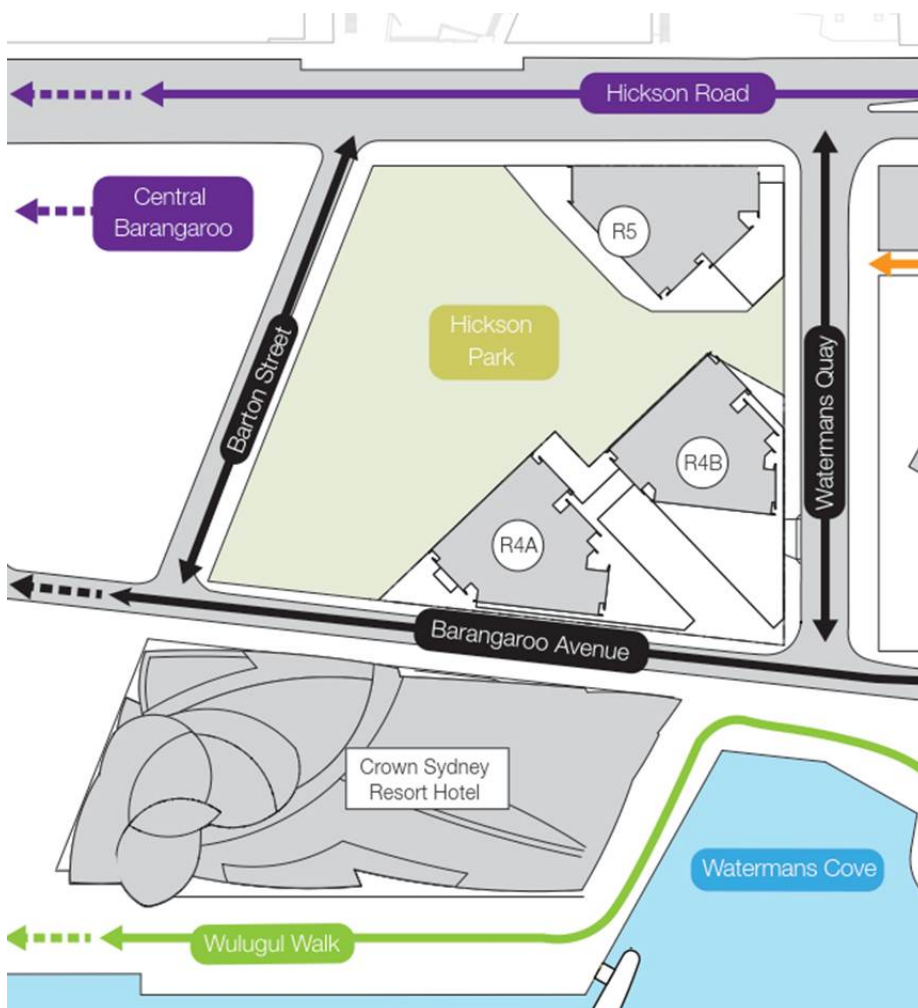 Hickson Road
Central
Barangaroo
R5
Hickson
Park
Barton Street
Watermans Quay
R4B
R4A
Barangaroo Avenue
Crown Sydney
Resort Hotel
Watermans Cove
Wulugul Walk